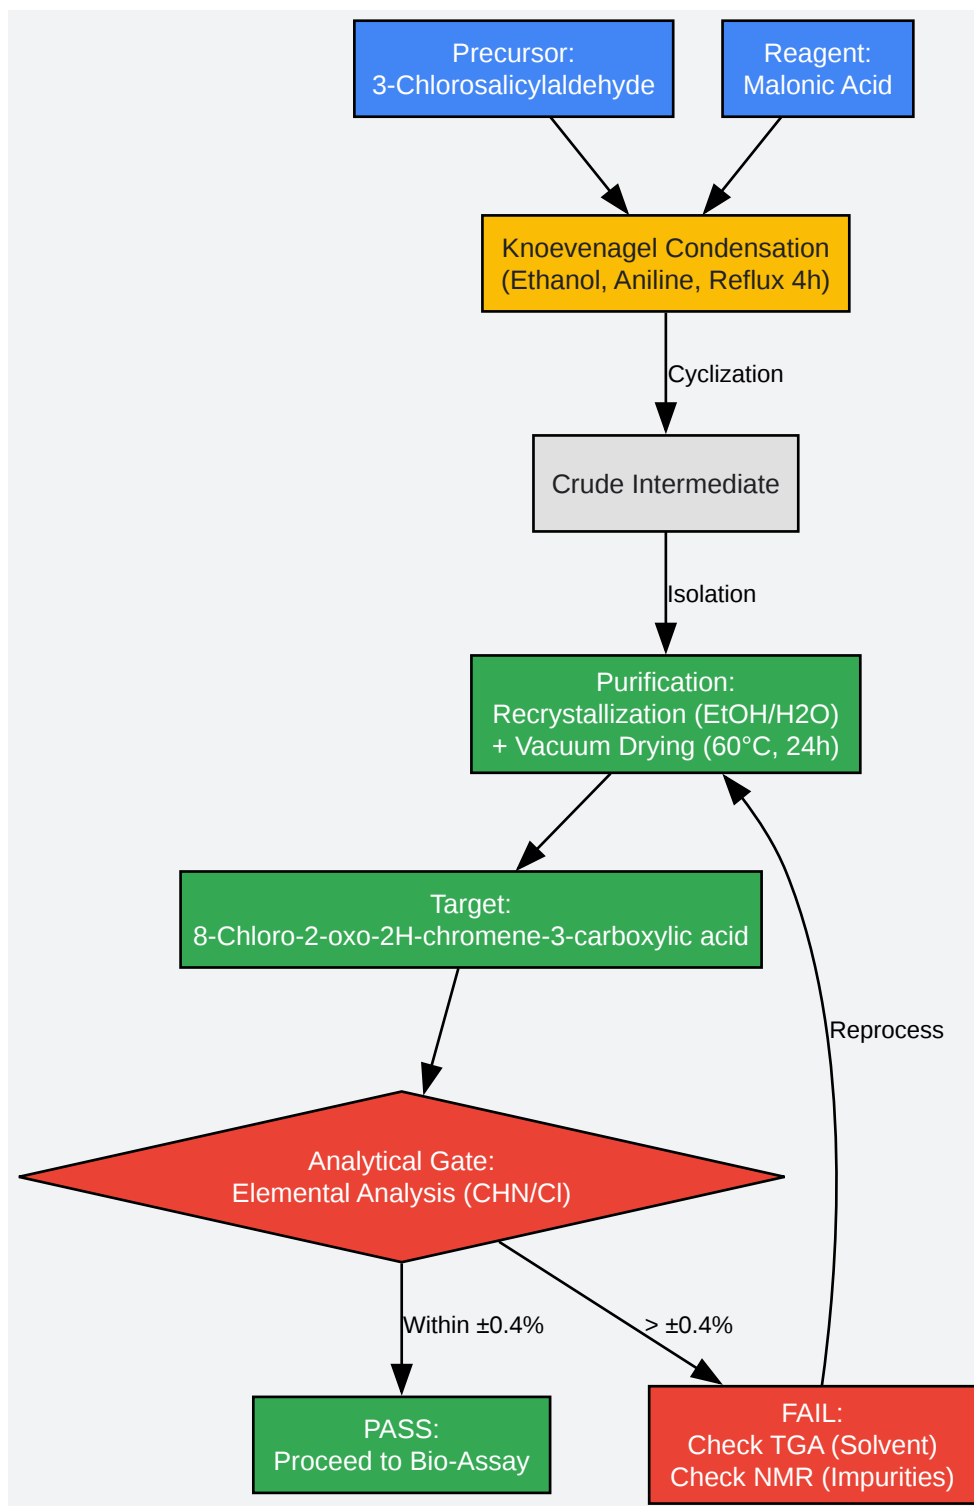 Precursor:
3-Chlorosalicylaldehyde
Reagent:
Malonic Acid
Knoevenagel Condensation
(Ethanol, Aniline, Reflux 4h)
Cyclization
Crude Intermediate
Isolation
Purification:
Recrystallization (EtOH/H2O)
+ Vacuum Drying (60°C, 24h)
Target:
8-Chloro-2-oxo-2H-chromene-3-carboxylic acid
Reprocess
Analytical Gate:
Elemental Analysis (CHN/Cl)
Within ±0.4%
> ±0.4%
PASS:
Proceed to Bio-Assay
FAIL:
Check TGA (Solvent)
Check NMR (Impurities)